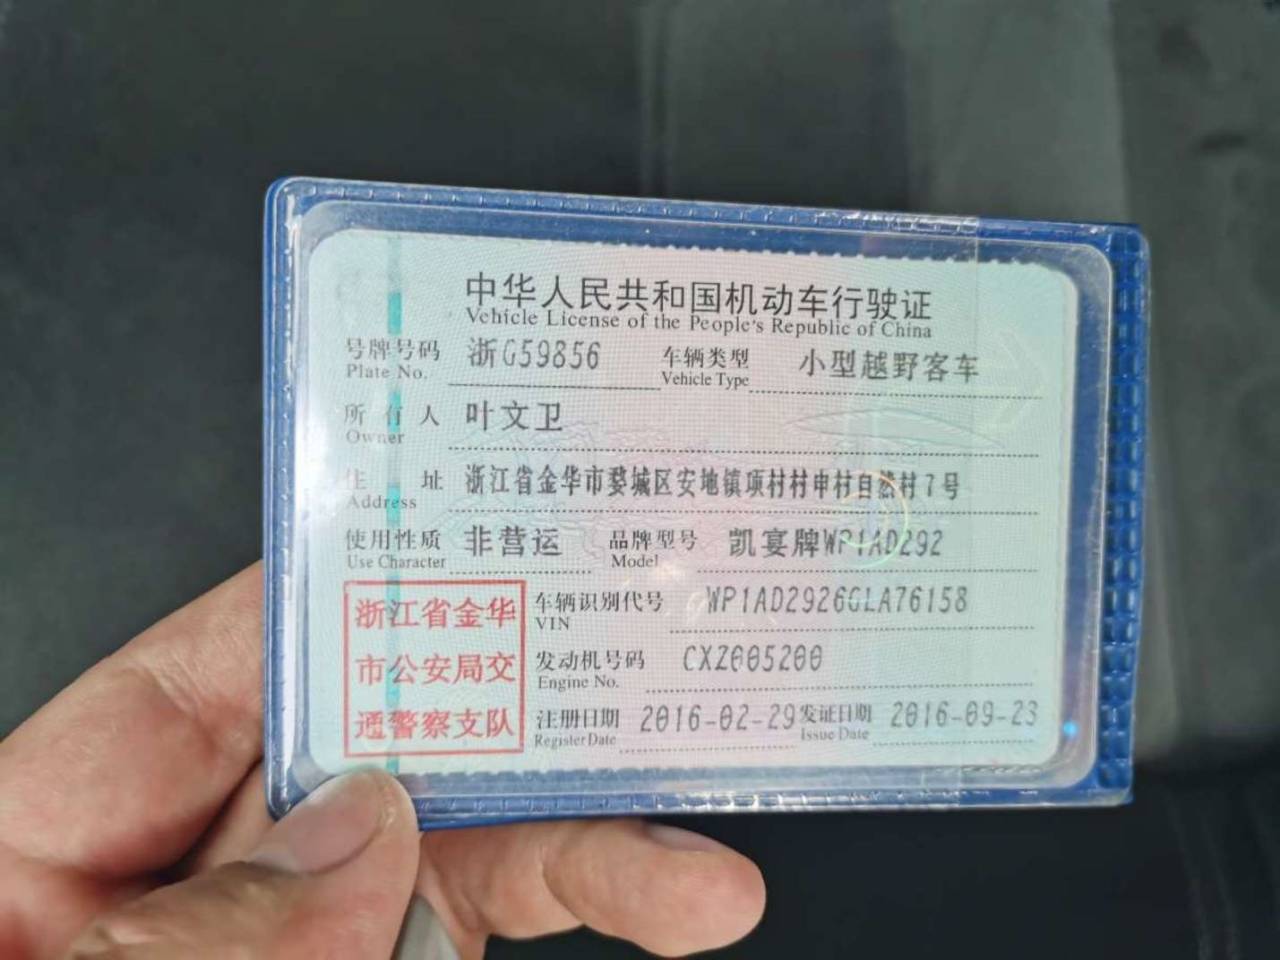 中华人民共和国机动车行驶证
Vehicle License of the People's Republic of China
号牌号码 浙G59856 车辆类型 小型越野客车
Plate No. Vehicle Type
所有人 叶文卫
Owner
住址 浙江省金华市婺城区安地镇项村村申村自然村7号
Address
使用性质 非营运 品牌型号 凯宴牌WP1AD292
Use Character Model
浙江省金华 车辆识别代号 WP1AD2926GLA76158
VIN
市公安局交 发动机号码 CXZ005200
Engine No.
通警察支队 注册日期 2016-02-29 发证日期 2016-09-23
Register Date Issue Date